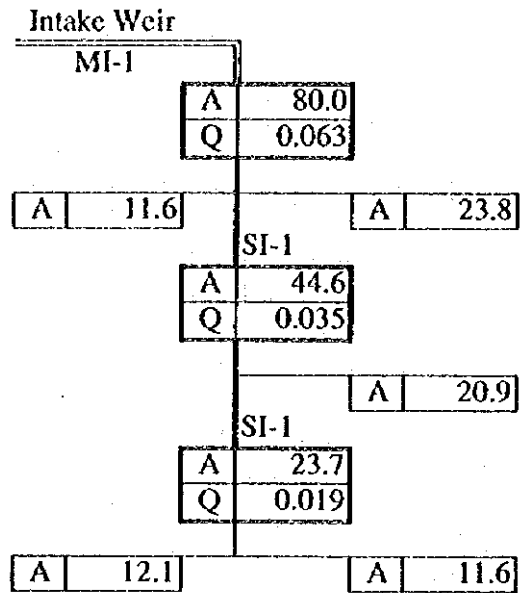 Intake Weir
MI-1
A 80.0
Q 0.063
A 11.6 A 23.8
SI-1
A 44.6
Q 0.035
A 20.9
SI-1
A 23.7
Q 0.019
A 12.1 A 11.6